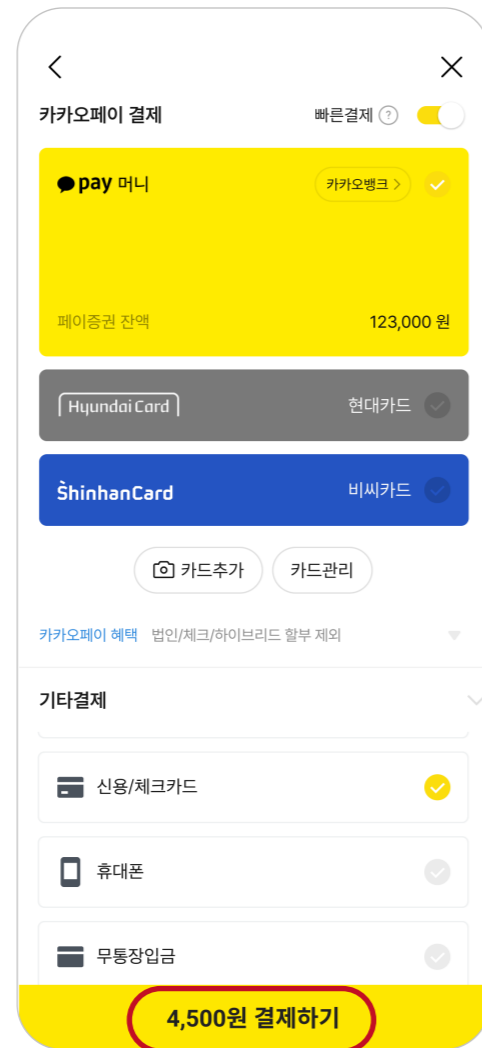 카카오페이 결제 빠른결제 ?
pay 머니 카카오뱅크 >
페이증권 잔액 123,000 원
Hyundai Card 현대카드
ShinhanCard 비씨카드
카드추가 카드관리
카카오페이 혜택 법인/체크/하이브리드 할부 제외
기타결제
신용/체크카드
휴대폰
무통장입금
4,500원 결제하기